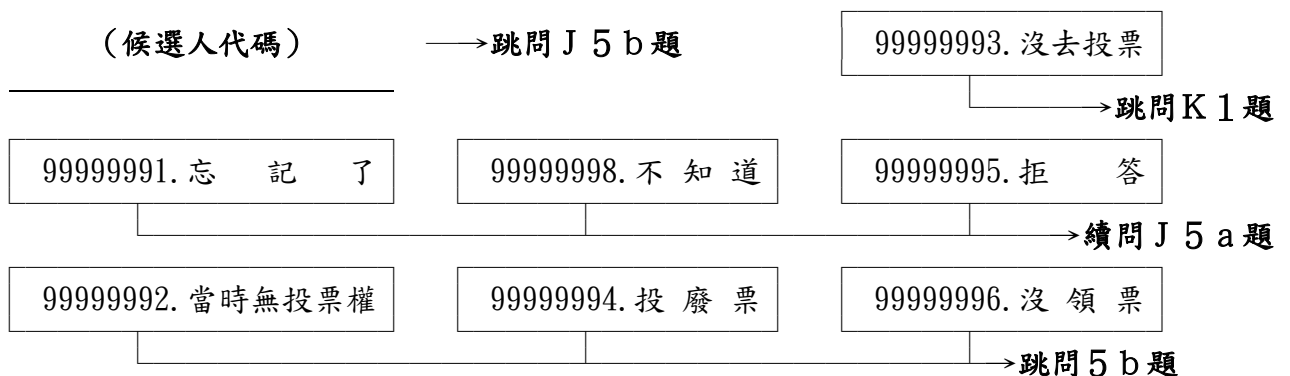 (候選人代碼) ──→跳問Ｊ５ｂ題 99999993.沒去投票
→跳問Ｋ１題
99999991.忘 記 了 99999998.不 知 道 99999995.拒 答
→續問Ｊ５ａ題
99999992.當時無投票權 99999994.投 廢 票 99999996.沒 領 票
→跳問５ｂ題